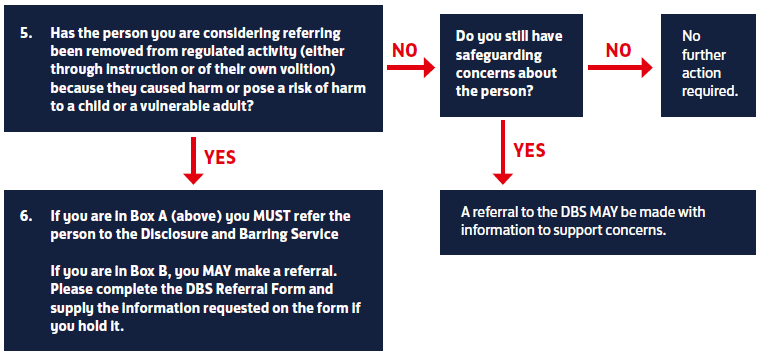 5. Has the person you are considering referring
been removed from regulated activity (either
through instruction or of their own volition)
because they caused harm or pose a risk of harm
to a child or a vulnerable adult?
NO
Do you still have
safeguarding
concerns about
the person?
NO
No
further
action
required.
YES
YES
6. If you are in Box A (above) you MUST refer the
person to the Disclosure and Barring Service
If you are in Box B, you MAY make a referral.
Please complete the DBS Referral Form and
supply the information requested on the form if
you hold it.
A referral to the DBS MAY be made with
information to support concerns.